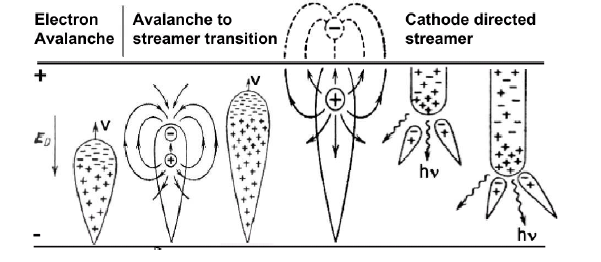 Electron
Avalanche
Avalanche to
streamer transition
Cathode directed
streamer
+
E₀
-
v
v
hν
hν